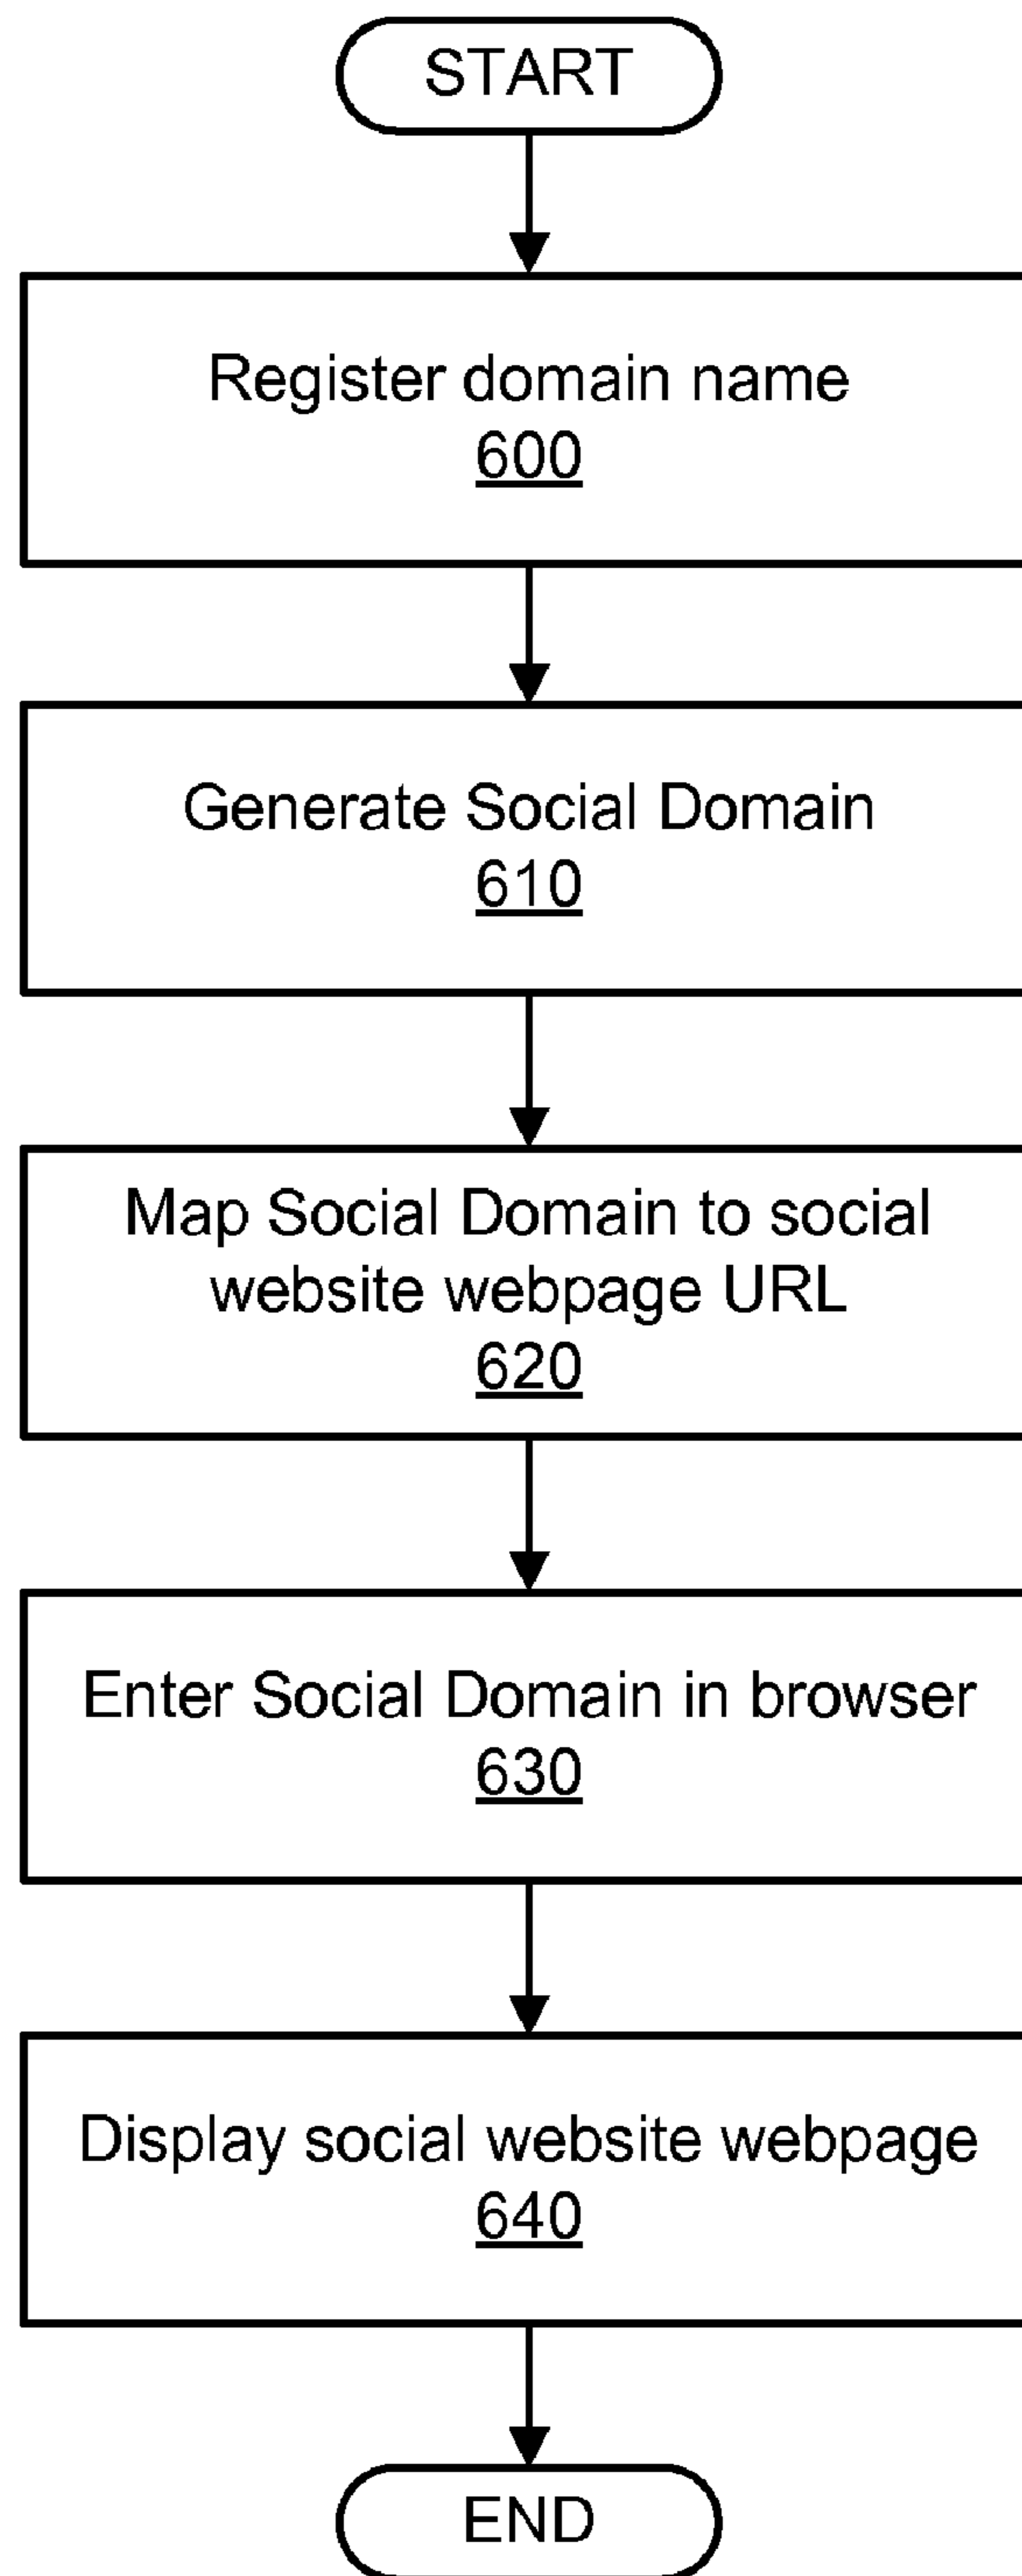 START
Register domain name
600
Generate Social Domain
610
Map Social Domain to social
website webpage URL
620
Enter Social Domain in browser
630
Display social website webpage
640
END